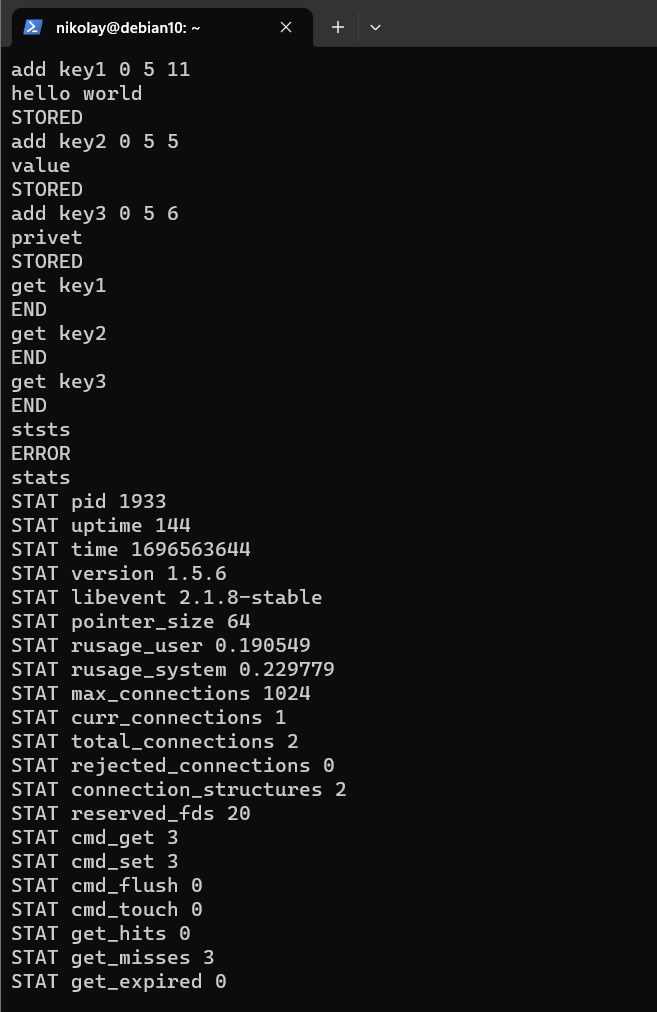 nikolay@debian10: ~
add key1 0 5 11
hello world
STORED
add key2 0 5 5
value
STORED
add key3 0 5 6
privet
STORED
get key1
END
get key2
END
get key3
END
ststs
ERROR
stats
STAT pid 1933
STAT uptime 144
STAT time 1696563644
STAT version 1.5.6
STAT libevent 2.1.8-stable
STAT pointer_size 64
STAT rusage_user 0.190549
STAT rusage_system 0.229779
STAT max_connections 1024
STAT curr_connections 1
STAT total_connections 2
STAT rejected_connections 0
STAT connection_structures 2
STAT reserved_fds 20
STAT cmd_get 3
STAT cmd_set 3
STAT cmd_flush 0
STAT cmd_touch 0
STAT get_hits 0
STAT get_misses 3
STAT get_expired 0